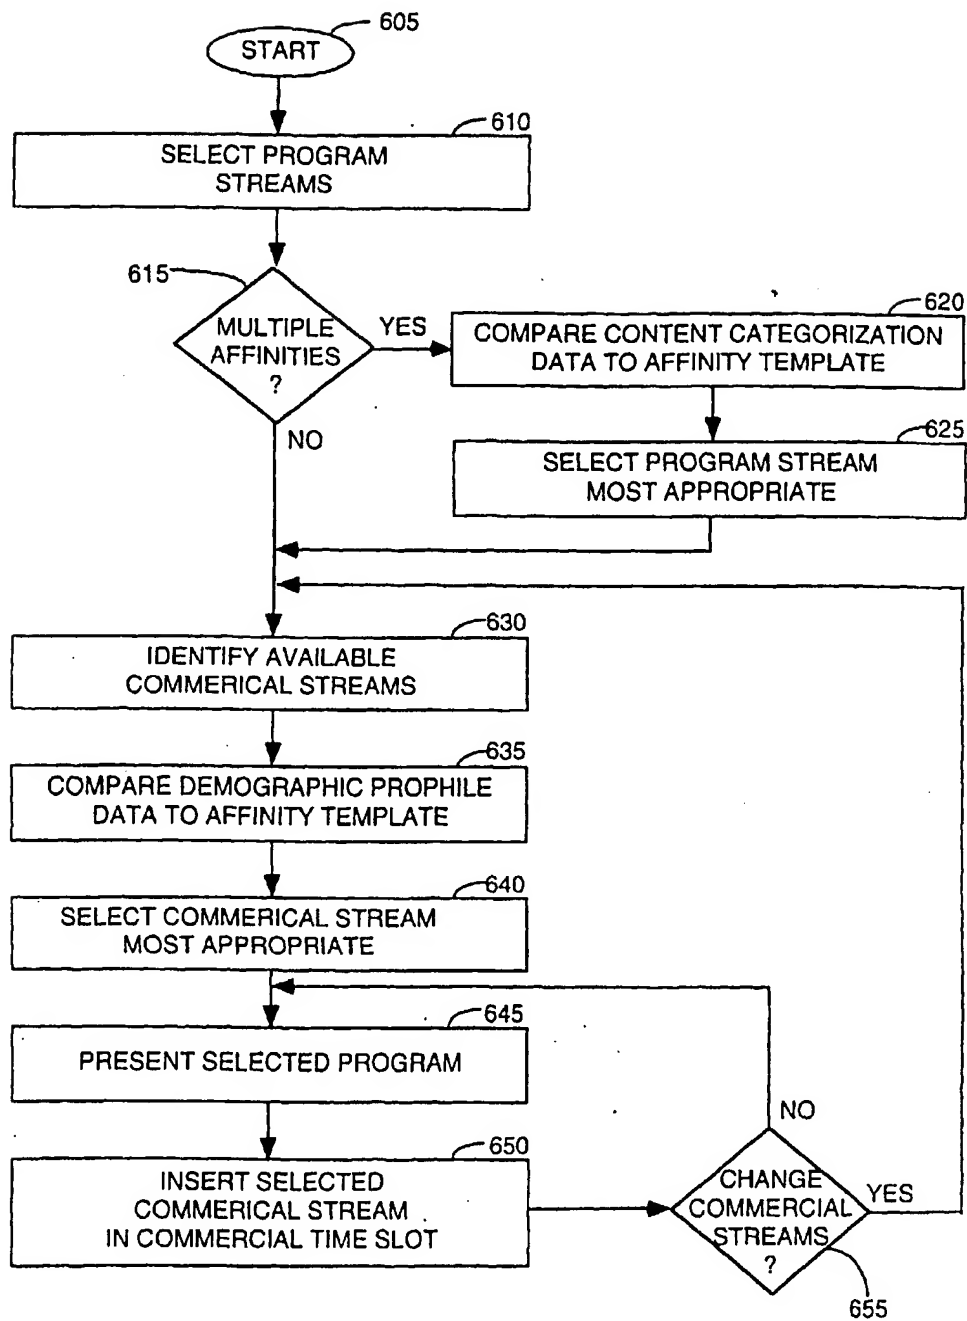 605
START
610
SELECT PROGRAM
STREAMS
615
MULTIPLE
AFFINITIES
?
YES
NO
620
COMPARE CONTENT CATEGORIZATION
DATA TO AFFINITY TEMPLATE
625
SELECT PROGRAM STREAM
MOST APPROPRIATE
630
IDENTIFY AVAILABLE
COMMERICAL STREAMS
635
COMPARE DEMOGRAPHIC PROPHILE
DATA TO AFFINITY TEMPLATE
640
SELECT COMMERICAL STREAM
MOST APPROPRIATE
645
PRESENT SELECTED PROGRAM
650
INSERT SELECTED
COMMERICAL STREAM
IN COMMERCIAL TIME SLOT
NO
CHANGE
COMMERCIAL
STREAMS
?
YES
655